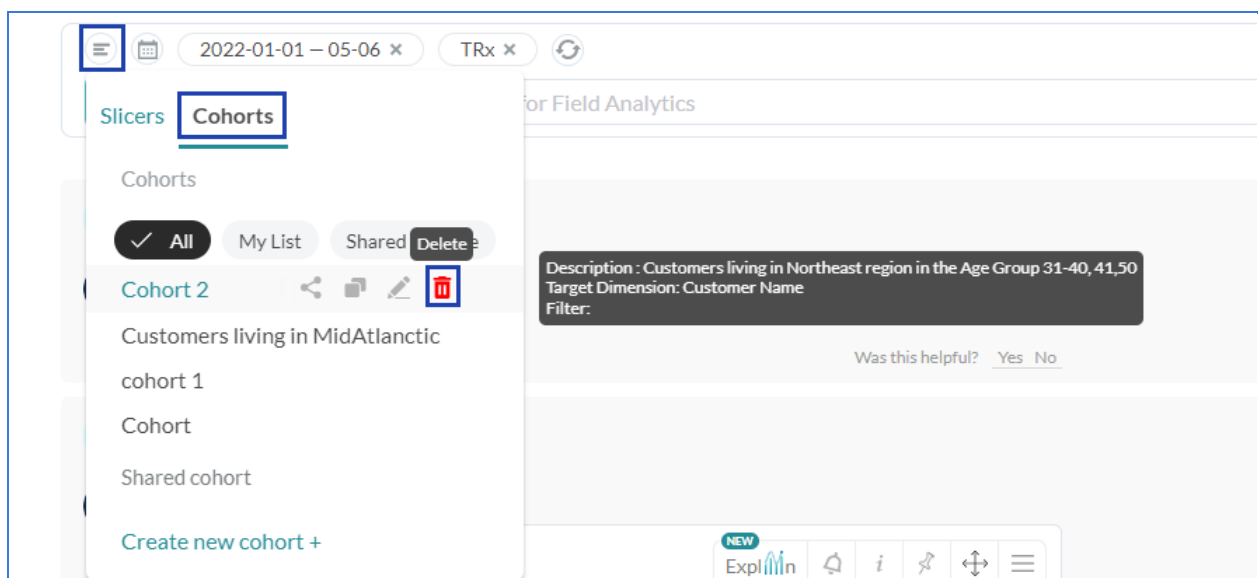 2022-01-01 — 05-06 × TRx ×
for Field Analytics
Slicers Cohorts
Cohorts
All My List Shared
Delete
Cohort 2
Description : Customers living in Northeast region in the Age Group 31-40, 41,50
Target Dimension: Customer Name
Filter:
Customers living in MidAtlanctic
Was this helpful? Yes No
cohort 1
Cohort
Shared cohort
Create new cohort +
NEW
Expl n
i